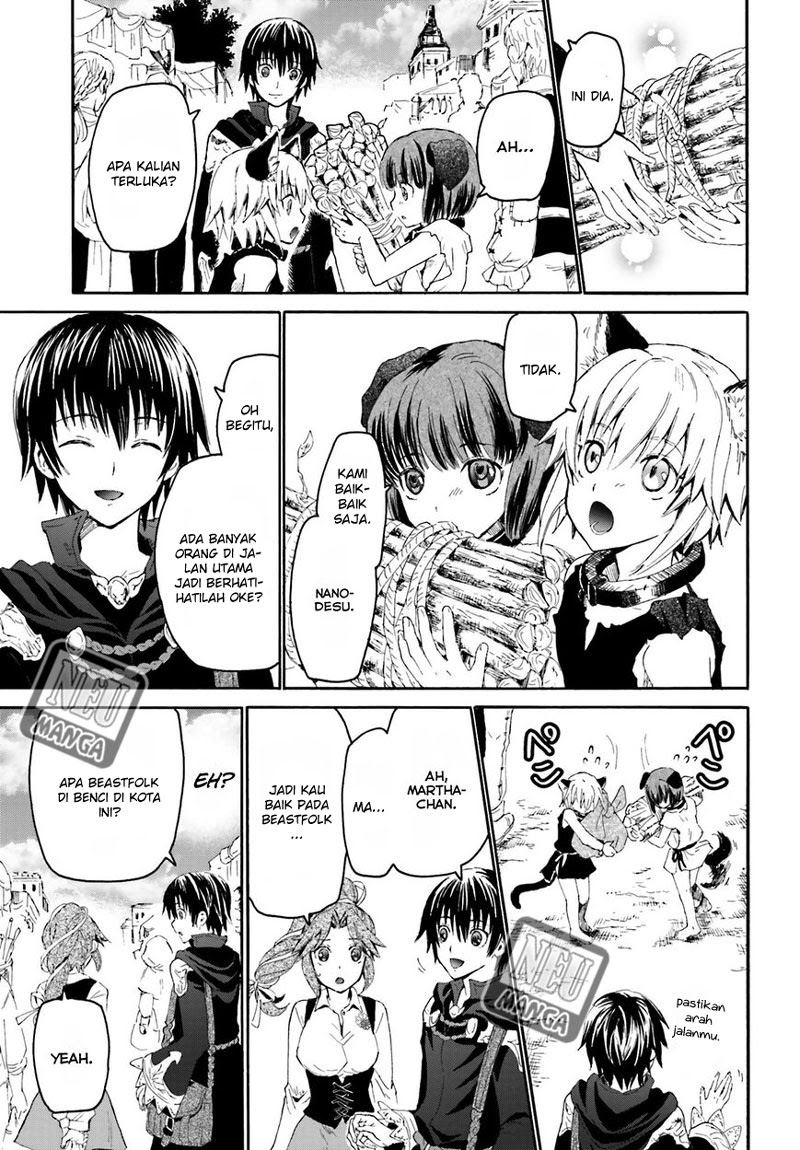 INI DIA.
AH...
APA KALIAN
TERLUKA?
TIDAK.
KAMI
BAIK-
BAIK
SAJA.
NANO-
DESU.
OH
BEGITU,
ADA BANYAK
ORANG DI JA-
LAN UTAMA
JADI BERHATI-
HATILAH OKE?
ペコ
ペコ
pastikan
arah
jalanmu.
AH,
MARTHA-
CHAN.
MA...
JADI KAU
BAIK PADA
BEASTFOLK
...
EH?
APA BEASTFOLK
DI BENCI DI KOTA
INI?
YEAH.
NEU
MANGA
NEU
MANGA